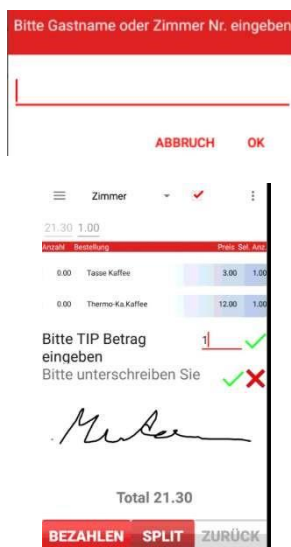 Bitte Gastname oder Zimmer Nr. eingeben
ABBRUCH OK
Zimmer
21.30 1.00
Anzahl Bestellung Preis Sel. Anz.
0.00 Tasse Kaffee 3.00 1.00
0.00 Thermo-Ka.Kaffee 12.00 1.00
Bitte TIP Betrag 1
eingeben
Bitte unterschreiben Sie
Total 21.30
BEZAHLEN SPLIT ZURÜCK